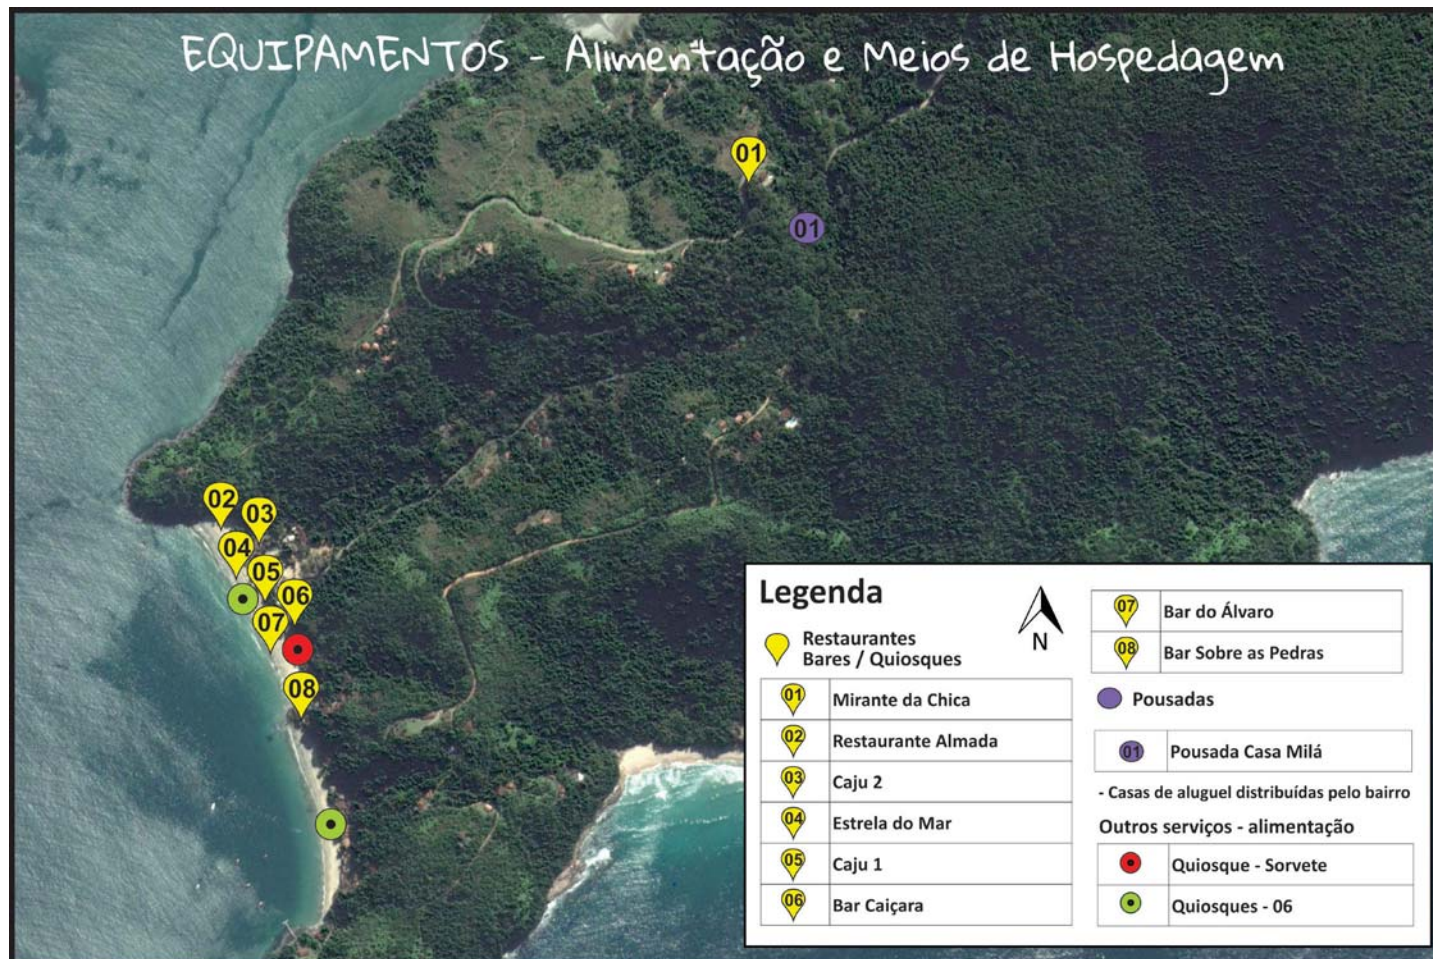 EQUIPAMENTOS - Alimentação e Meios de Hospedagem
01
01
02
03
04
05
06
07
08
Legenda
N
Restaurantes
Bares / Quiosques
01 Mirante da Chica
02 Restaurante Almada
03 Caju 2
04 Estrela do Mar
05 Caju 1
06 Bar Caiçara
07 Bar do Álvaro
08 Bar Sobre as Pedras
Pousadas
01 Pousada Casa Milá
- Casas de aluguel distribuídas pelo bairro
Outros serviços - alimentação
Quiosque - Sorvete
Quiosques - 06